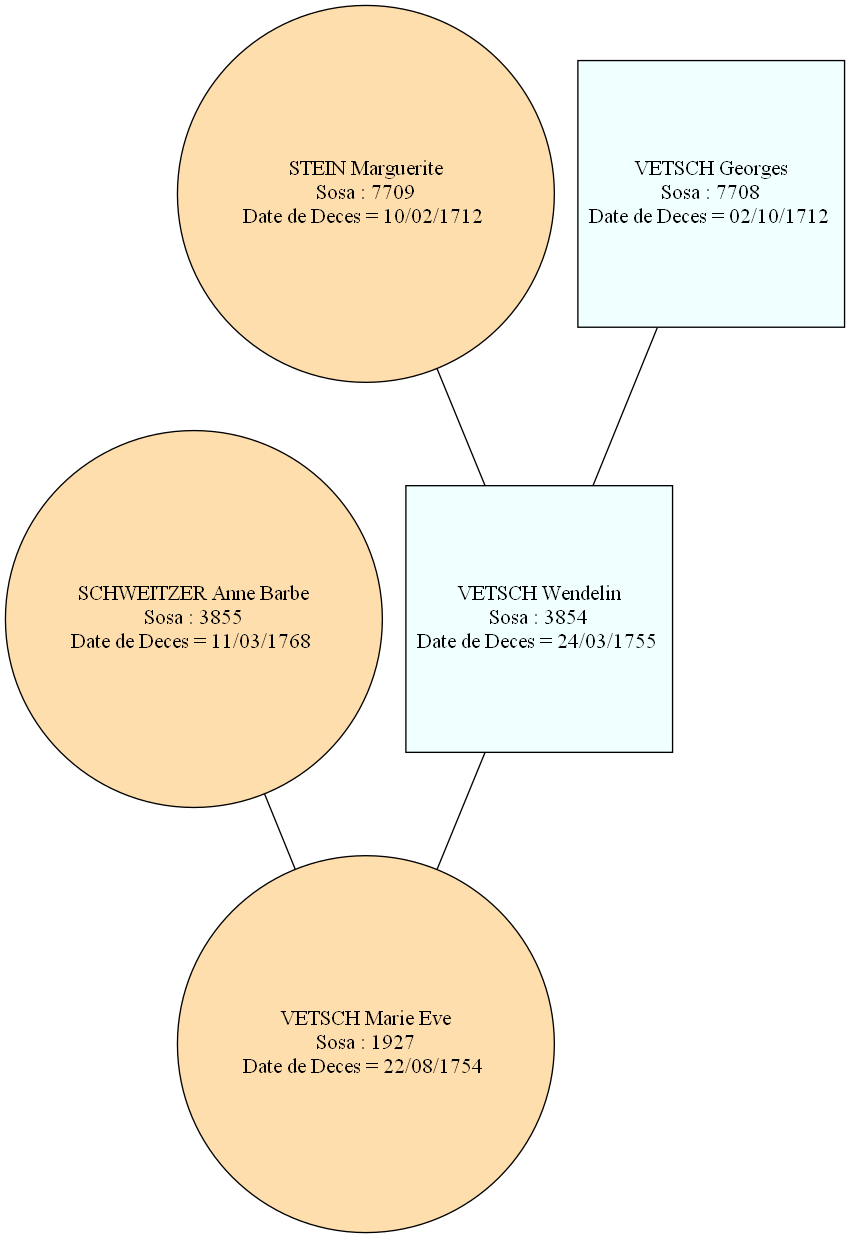 STEIN Marguerite
Sosa : 7709
Date de Deces = 10/02/1712
VETSCH Georges
Sosa : 7708
Date de Deces = 02/10/1712
SCHWEITZER Anne Barbe
Sosa : 3855
Date de Deces = 11/03/1768
VETSCH Wendelin
Sosa : 3854
Date de Deces = 24/03/1755
VETSCH Marie Eve
Sosa : 1927
Date de Deces = 22/08/1754